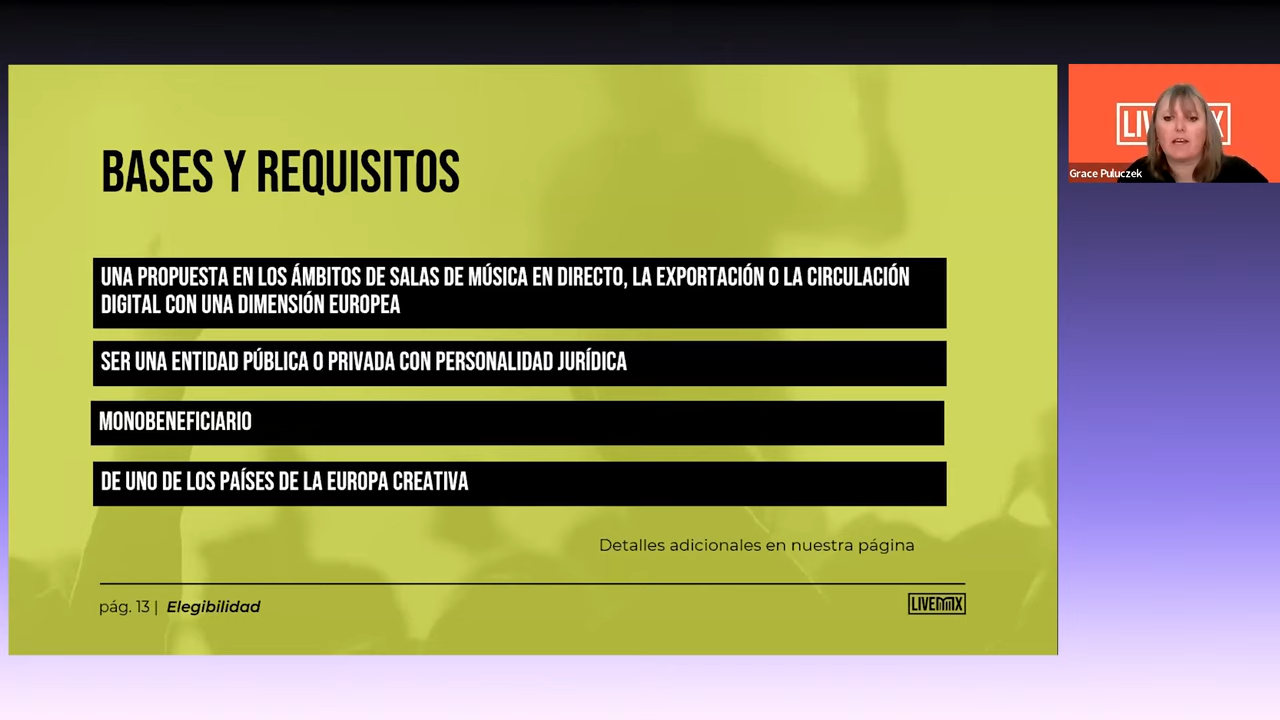 BASES Y REQUISITOS
UNA PROPUESTA EN LOS ÁMBITOS DE SALAS DE MÚSICA EN DIRECTO, LA EXPORTACIÓN O LA CIRCULACIÓN
DIGITAL CON UNA DIMENSIÓN EUROPEA
SER UNA ENTIDAD PÚBLICA O PRIVADA CON PERSONALIDAD JURÍDICA
MONOBENEFICIARIO
DE UNO DE LOS PAÍSES DE LA EUROPA CREATIVA
Detalles adicionales en nuestra página
pág. 13 | Elegibilidad
LIVEMX
LIV X
Grace Puluczek